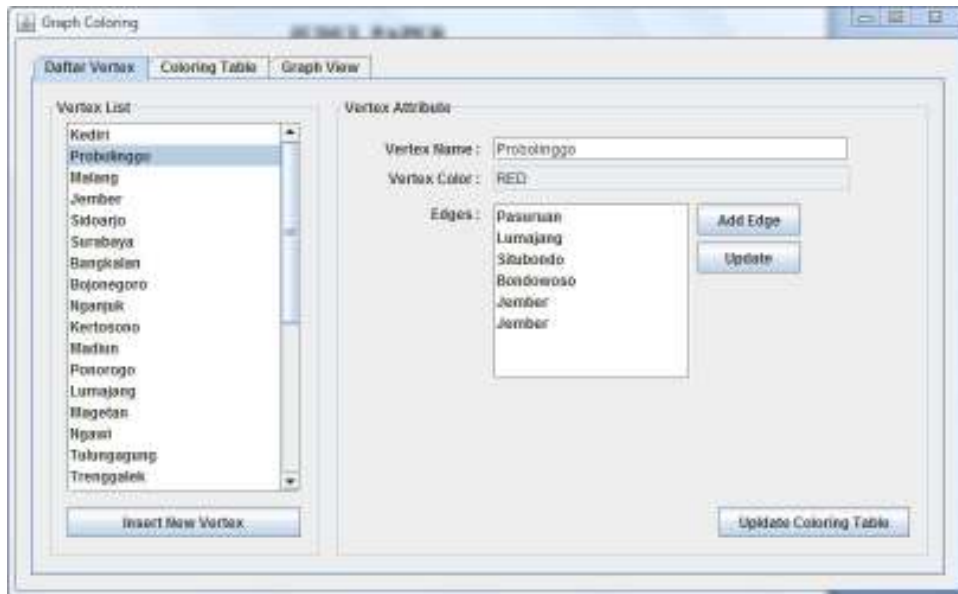 Graph Coloring
Daftar Vertex
Coloring Table
Graph View
Vertex List
Kediri
Probolinggo
Malang
Jember
Sidoarjo
Surabaya
Bangkalan
Bojonegoro
Nganjuk
Kertosono
Madiun
Ponorogo
Lumajang
Magetan
Ngawi
Tulungagung
Trenggalek
Insert New Vertex
Vertex Attribute
Vertex Name : Probolinggo
Vertex Color : RED
Edges :
Pasuruan
Lumajang
Situbondo
Bondowoso
Jember
Jember
Add Edge
Update
Upldate Coloring Table